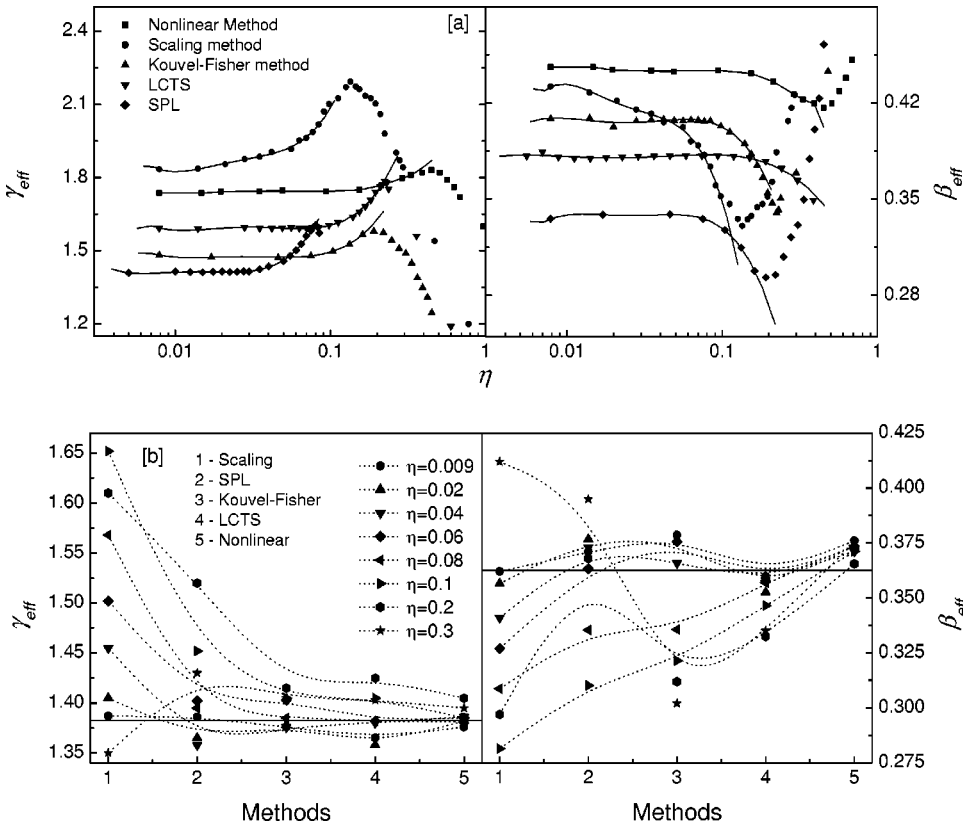 2.4
2.1
1.8
1.5
1.2
γeff
Nonlinear Method
Scaling method
Kouvel-Fisher method
LCTS
SPL
[a]
0.42
0.35
0.28
βeff
0.01
0.1
1
0.01
0.1
1
η
1.65
1.60
1.55
1.50
1.45
1.40
1.35
γeff
[b]
1 - Scaling
2 - SPL
3 - Kouvel-Fisher
4 - LCTS
5 - Nonlinear
η=0.009
η=0.02
η=0.04
η=0.06
η=0.08
η=0.1
η=0.2
η=0.3
0.425
0.400
0.375
0.350
0.325
0.300
0.275
βeff
1 2 3 4 5
1 2 3 4 5
Methods
Methods